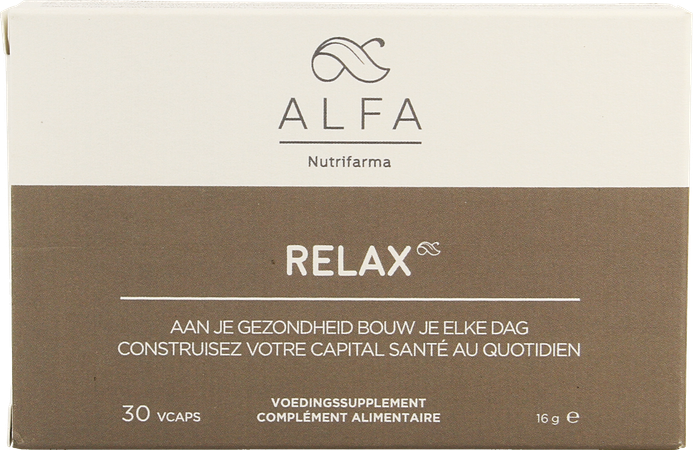 ALFA
Nutrifarma
RELAX
AAN JE GEZONDHEID BOUW JE ELKE DAG
CONSTRUISEZ VOTRE CAPITAL SANTÉ AU QUOTIDIEN
30 VCAPS
VOEDINGSSUPPLEMENT
COMPLÉMENT ALIMENTAIRE
16 g ℮